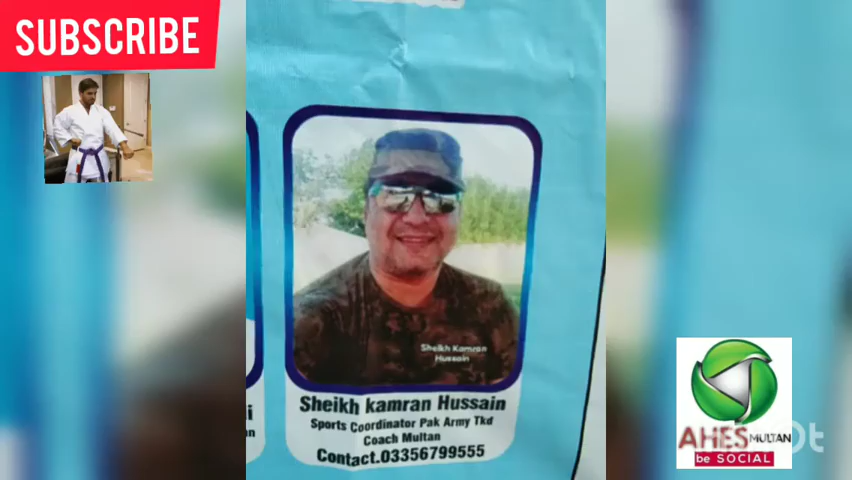 SUBSCRIBE
Sheikh Kamran
Hussain
Sheikh kamran Hussain
Sports Coordinator Pak Army Tkd
Coach Multan
Contact.03356799555
AHES MULTAN
be SOCIAL